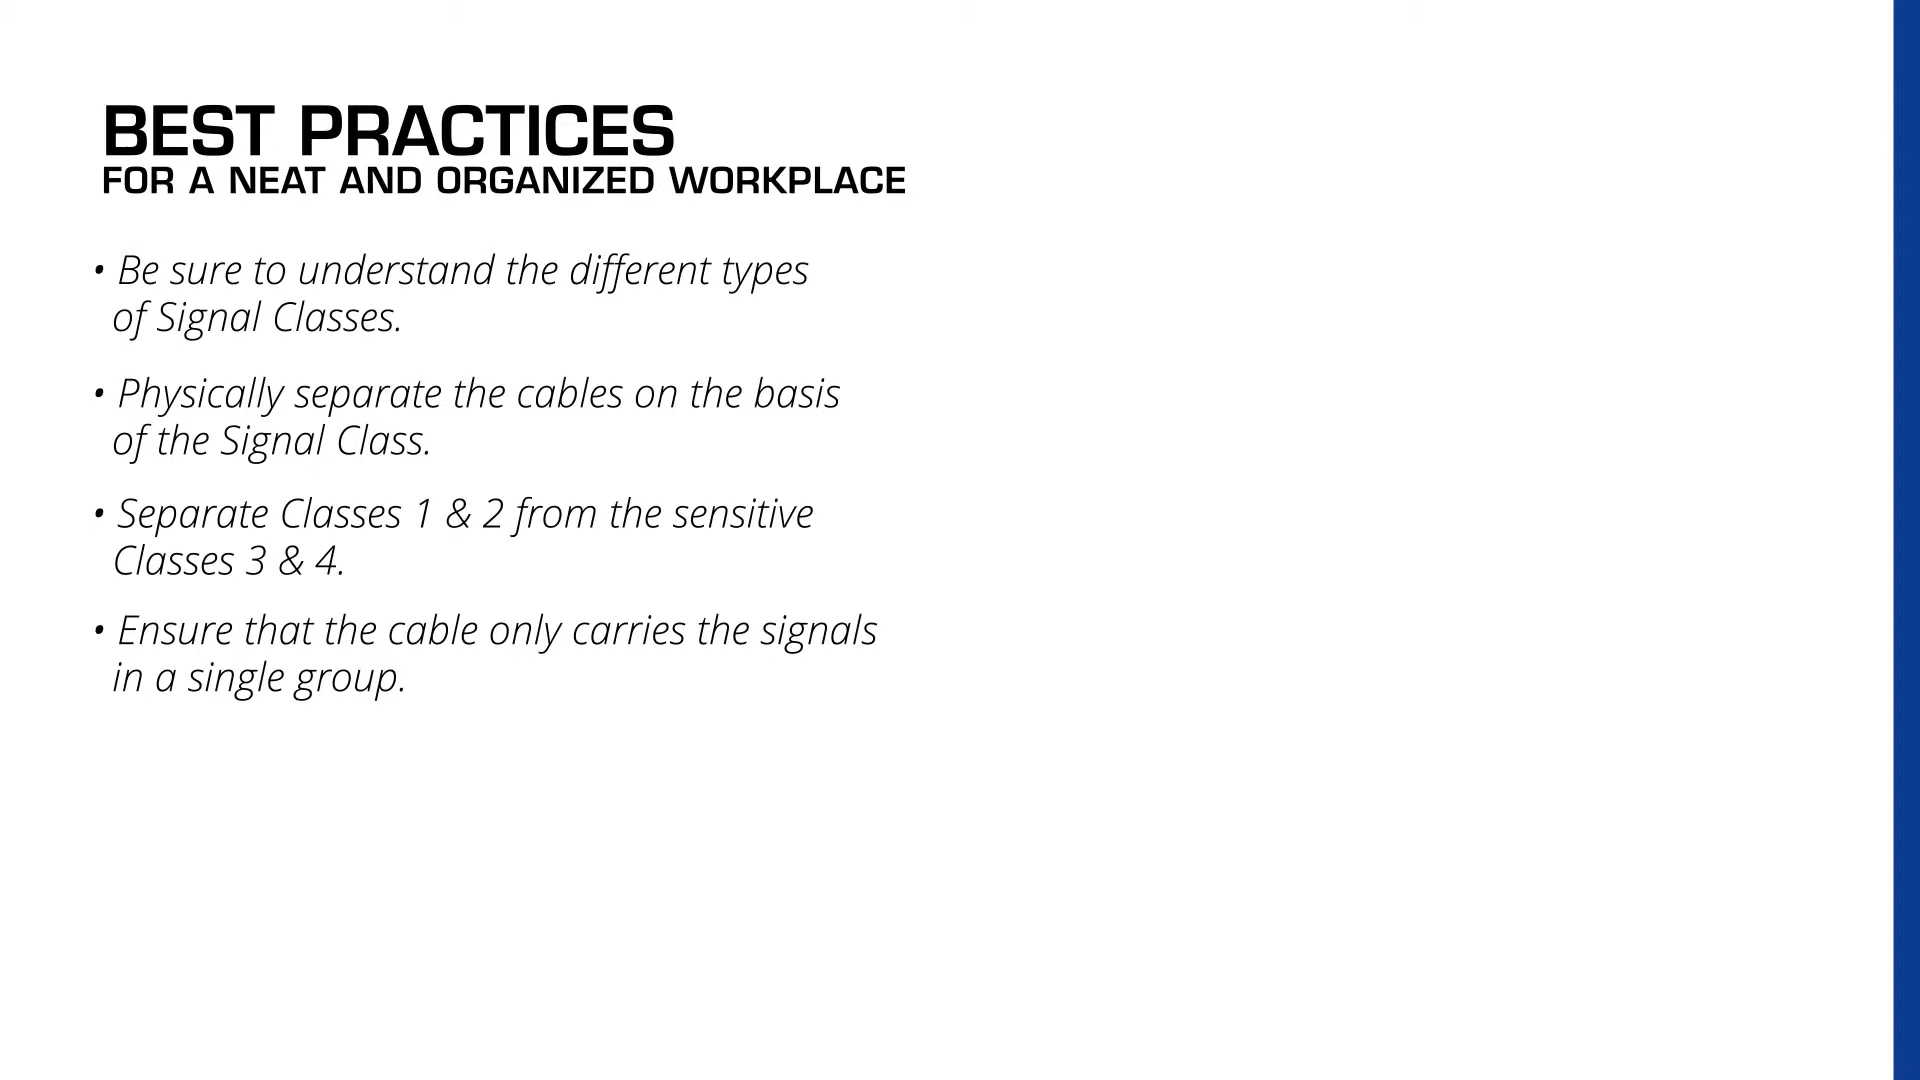 BEST PRACTICES
FOR A NEAT AND ORGANIZED WORKPLACE
• Be sure to understand the different types
of Signal Classes.
• Physically separate the cables on the basis
of the Signal Class.
• Separate Classes 1 & 2 from the sensitive
Classes 3 & 4.
• Ensure that the cable only carries the signals
in a single group.